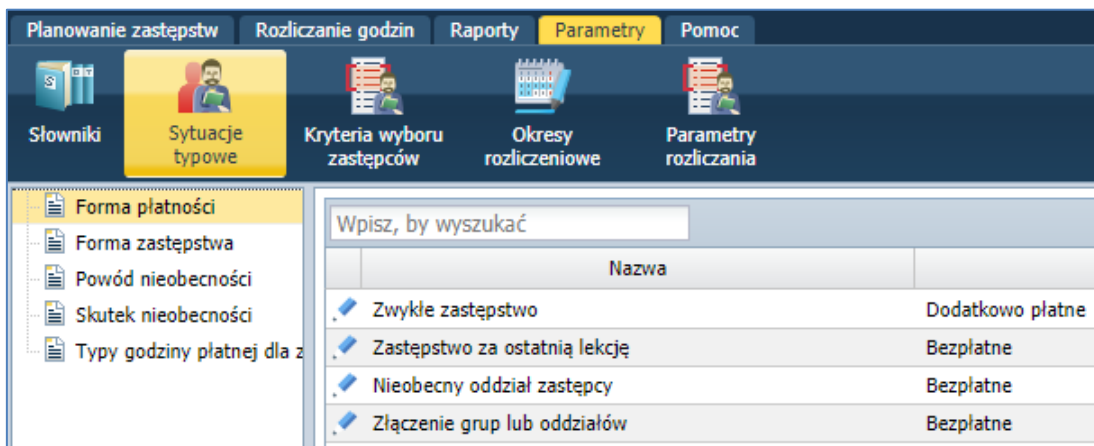 Planowanie zastępstw Rozliczanie godzin Raporty Parametry Pomoc
Słowniki
Sytuacje
typowe
Kryteria wyboru
zastępców
Okresy
rozliczeniowe
Parametry
rozliczania
Forma płatności
Forma zastępstwa
Powód nieobecności
Skutek nieobecności
Typy godziny płatnej dla z
Wpisz, by wyszukać
Nazwa
Zwykłe zastępstwo Dodatkowo płatne
Zastępstwo za ostatnią lekcję Bezpłatne
Nieobecny oddział zastępcy Bezpłatne
Złączenie grup lub oddziałów Bezpłatne